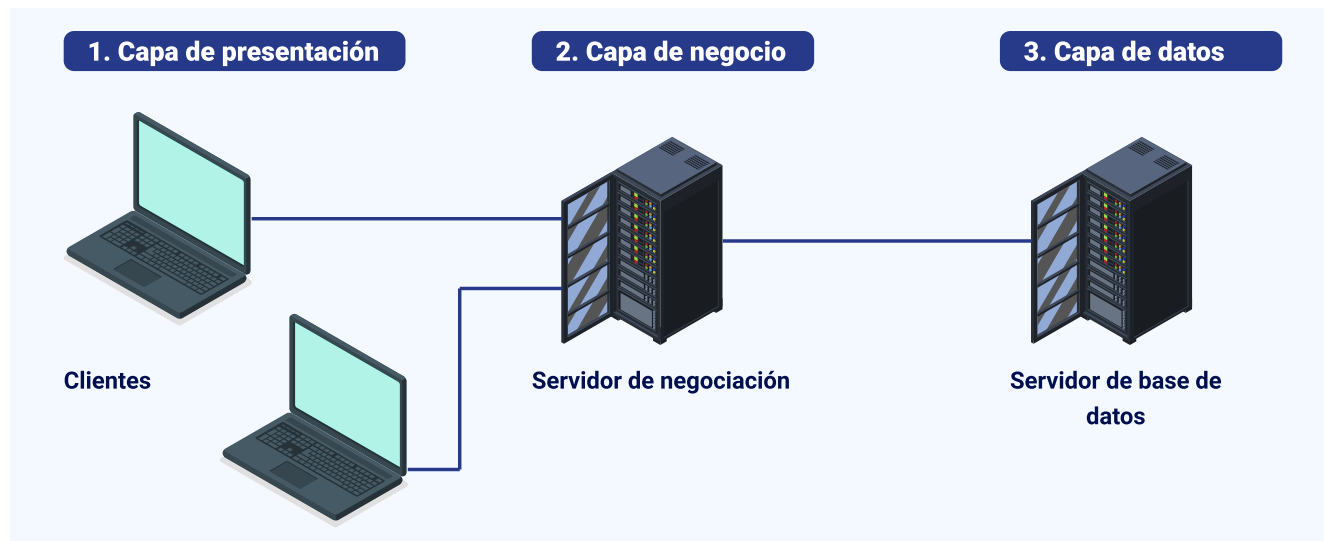 1. Capa de presentación
2. Capa de negocio
3. Capa de datos
Clientes
Servidor de negociación
Servidor de base de
datos